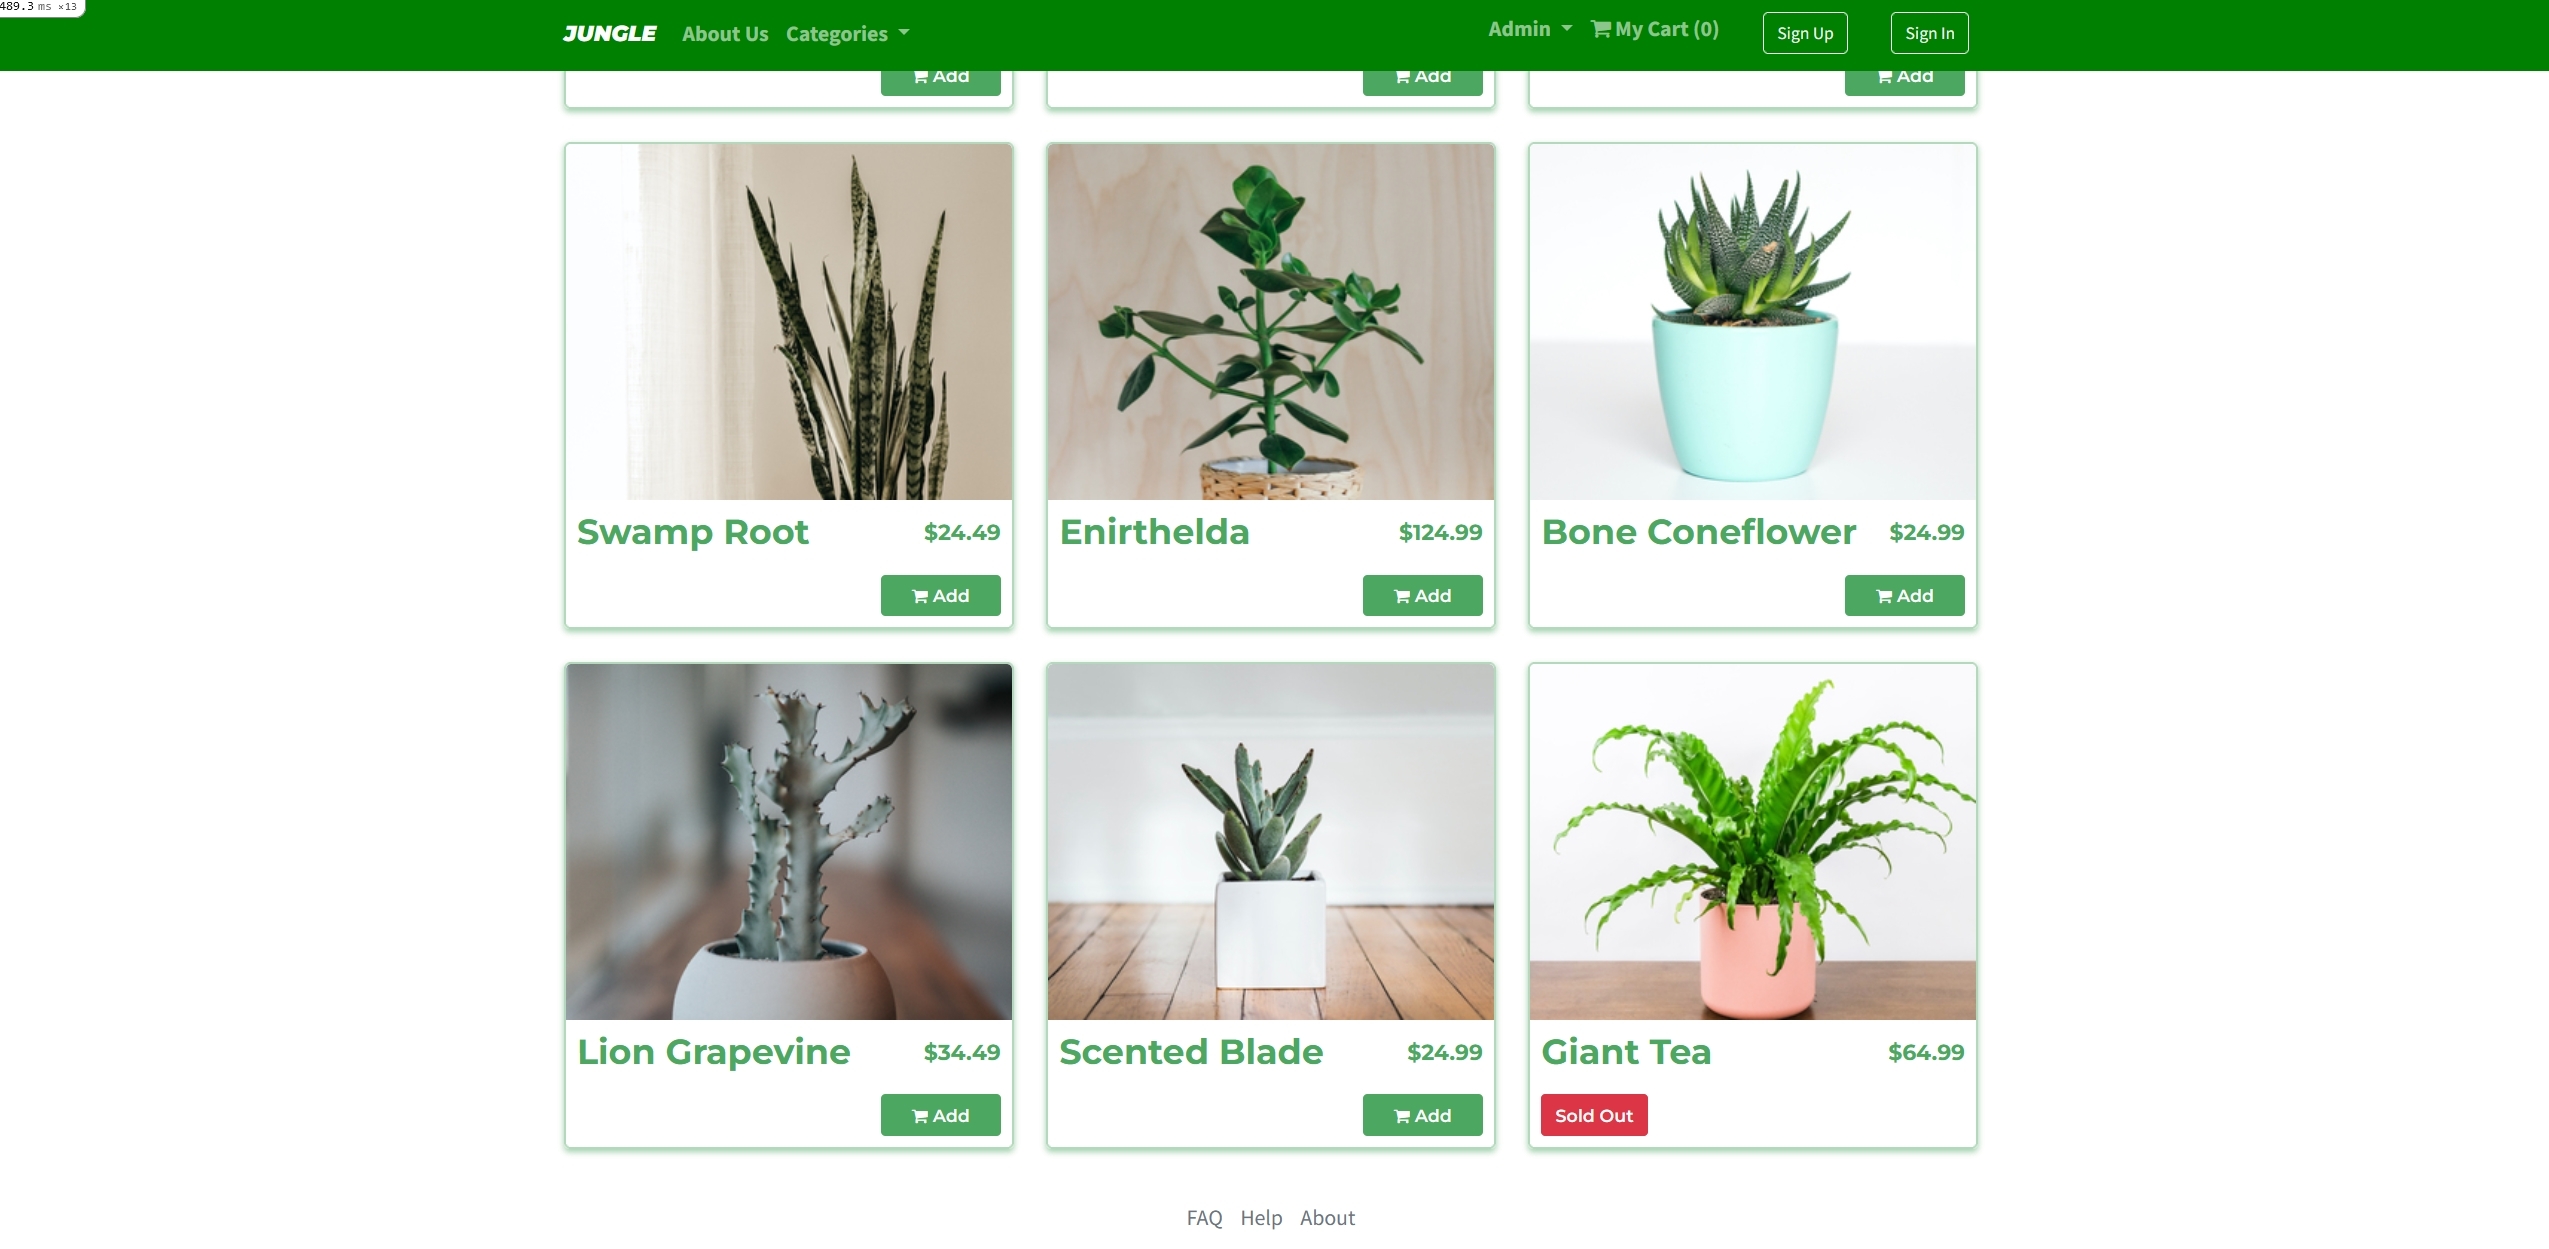 489.3 ms ×13
JUNGLE About Us Categories Admin My Cart (0) Sign Up Sign In
Add Add Add
Swamp Root $24.49 Enirthelda $124.99 Bone Coneflower $24.99
Add Add Add
Lion Grapevine $34.49 Scented Blade $24.99 Giant Tea $64.99
Add Add Sold Out
FAQ Help About